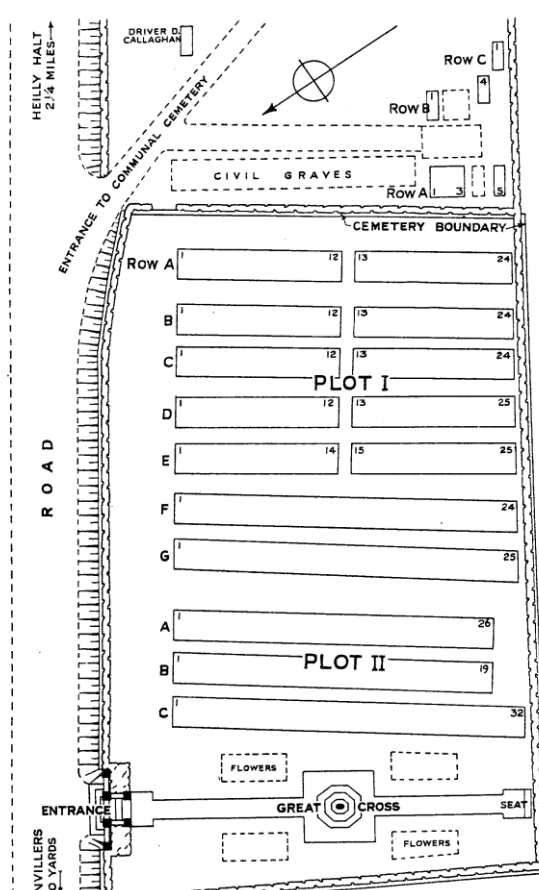 HEILLY HALT
2¼ MILES
DRIVER D.
CALLAGHAN
ENTRANCE TO COMMUNAL CEMETERY
Row C
1
4
Row B
1
CIVIL GRAVES
Row A
1
3
5
CEMETERY BOUNDARY
Row A
1
12
13
24
B
1
12
13
24
C
1
12
13
24
PLOT I
D
1
12
13
25
E
1
14
15
25
F
1
24
G
1
25
ROAD
A
1
26
PLOT II
B
1
19
C
1
32
FLOWERS
ENTRANCE
GREAT CROSS
SEAT
FLOWERS
NVILLERS
O YARDS